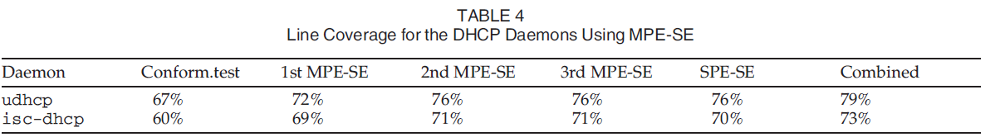 TABLE 4
Line Coverage for the DHCP Daemons Using MPE-SE
Daemon Conform.test 1st MPE-SE 2nd MPE-SE 3rd MPE-SE SPE-SE Combined
udhcp 67% 72% 76% 76% 76% 79%
isc-dhcp 60% 69% 71% 71% 70% 73%